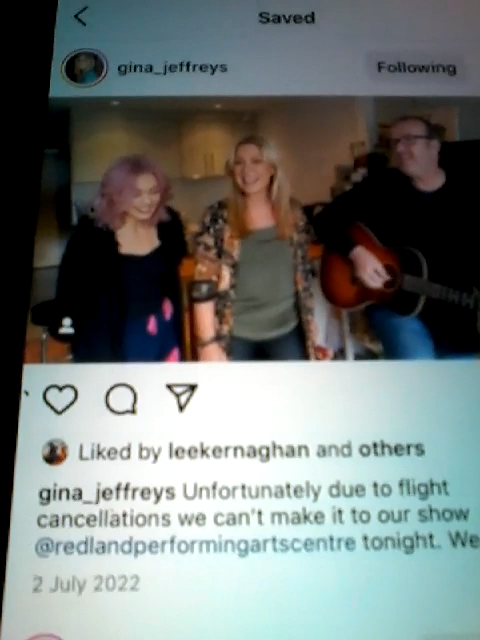 Saved
gina_jeffreys
Following
Liked by leekernaghan and others
gina_jeffreys Unfortunately due to flight
cancellations we can't make it to our show
@redlandperformingartscentre tonight. We
2 July 2022